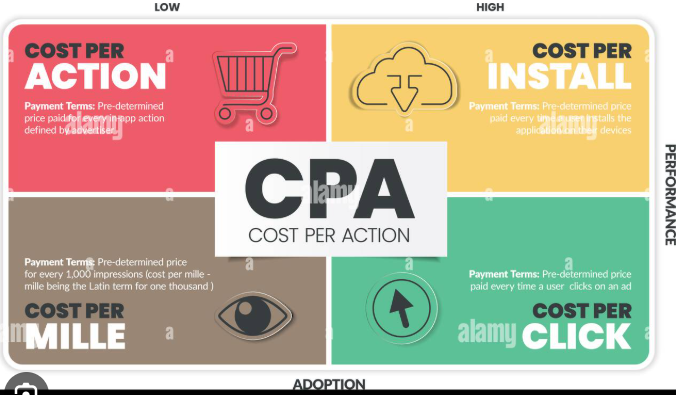 LOW
HIGH
COST PER
ACTION
Payment Terms: Pre-determined
price paid for every in-app action
defined by advertiser
COST PER
INSTALL
Payment Terms: Pre-determined price
paid every time a user installs the
application on their devices
CPA
COST PER ACTION
PERFORMANCE
Payment Terms: Pre-determined price
for every 1,000 impressions (cost per mille -
mille being the Latin term for one thousand )
COST PER
MILLE
Payment Terms: Pre-determined price
paid every time a user clicks on an ad
COST PER
CLICK
ADOPTION
alamy
alamy
alamy
alamy
a
a
a
a
a
a
a